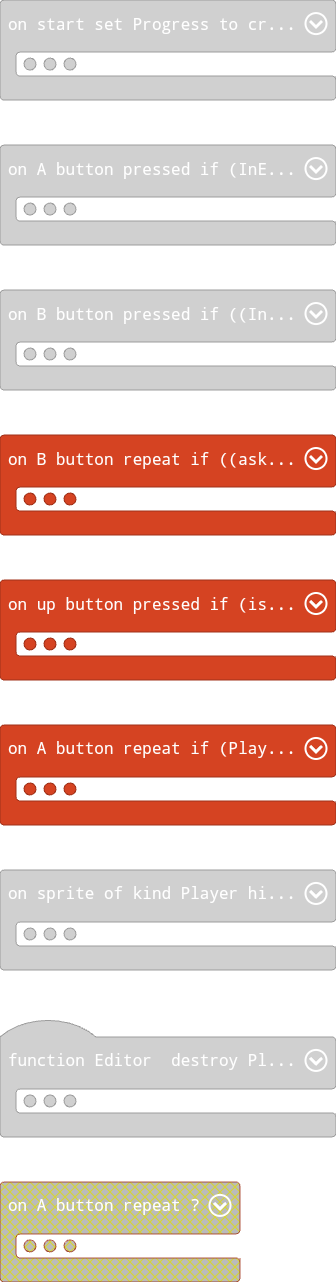 on start set Progress to cr...
on A button pressed if (InE...
on B button pressed if ((In...
on B button repeat if ((ask...
on up button pressed if (is...
on A button repeat if (Play...
on sprite of kind Player hi...
function Editor  destroy Pl...
on A button repeat ?